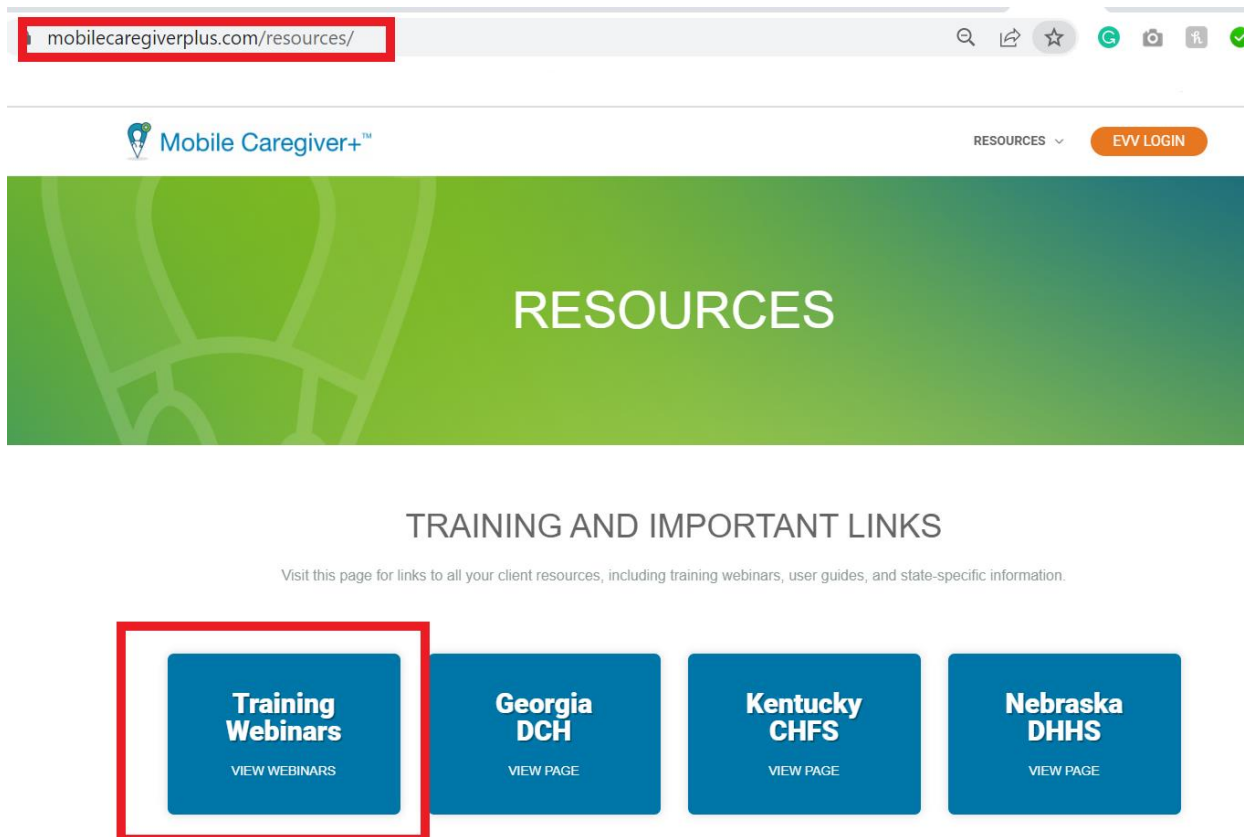 mobilecaregiverplus.com/resources/
Mobile Caregiver+™
RESOURCES
EVV LOGIN
RESOURCES
TRAINING AND IMPORTANT LINKS
Visit this page for links to all your client resources, including training webinars, user guides, and state-specific information.
Training
Webinars
VIEW WEBINARS
Georgia
DCH
VIEW PAGE
Kentucky
CHFS
VIEW PAGE
Nebraska
DHHS
VIEW PAGE